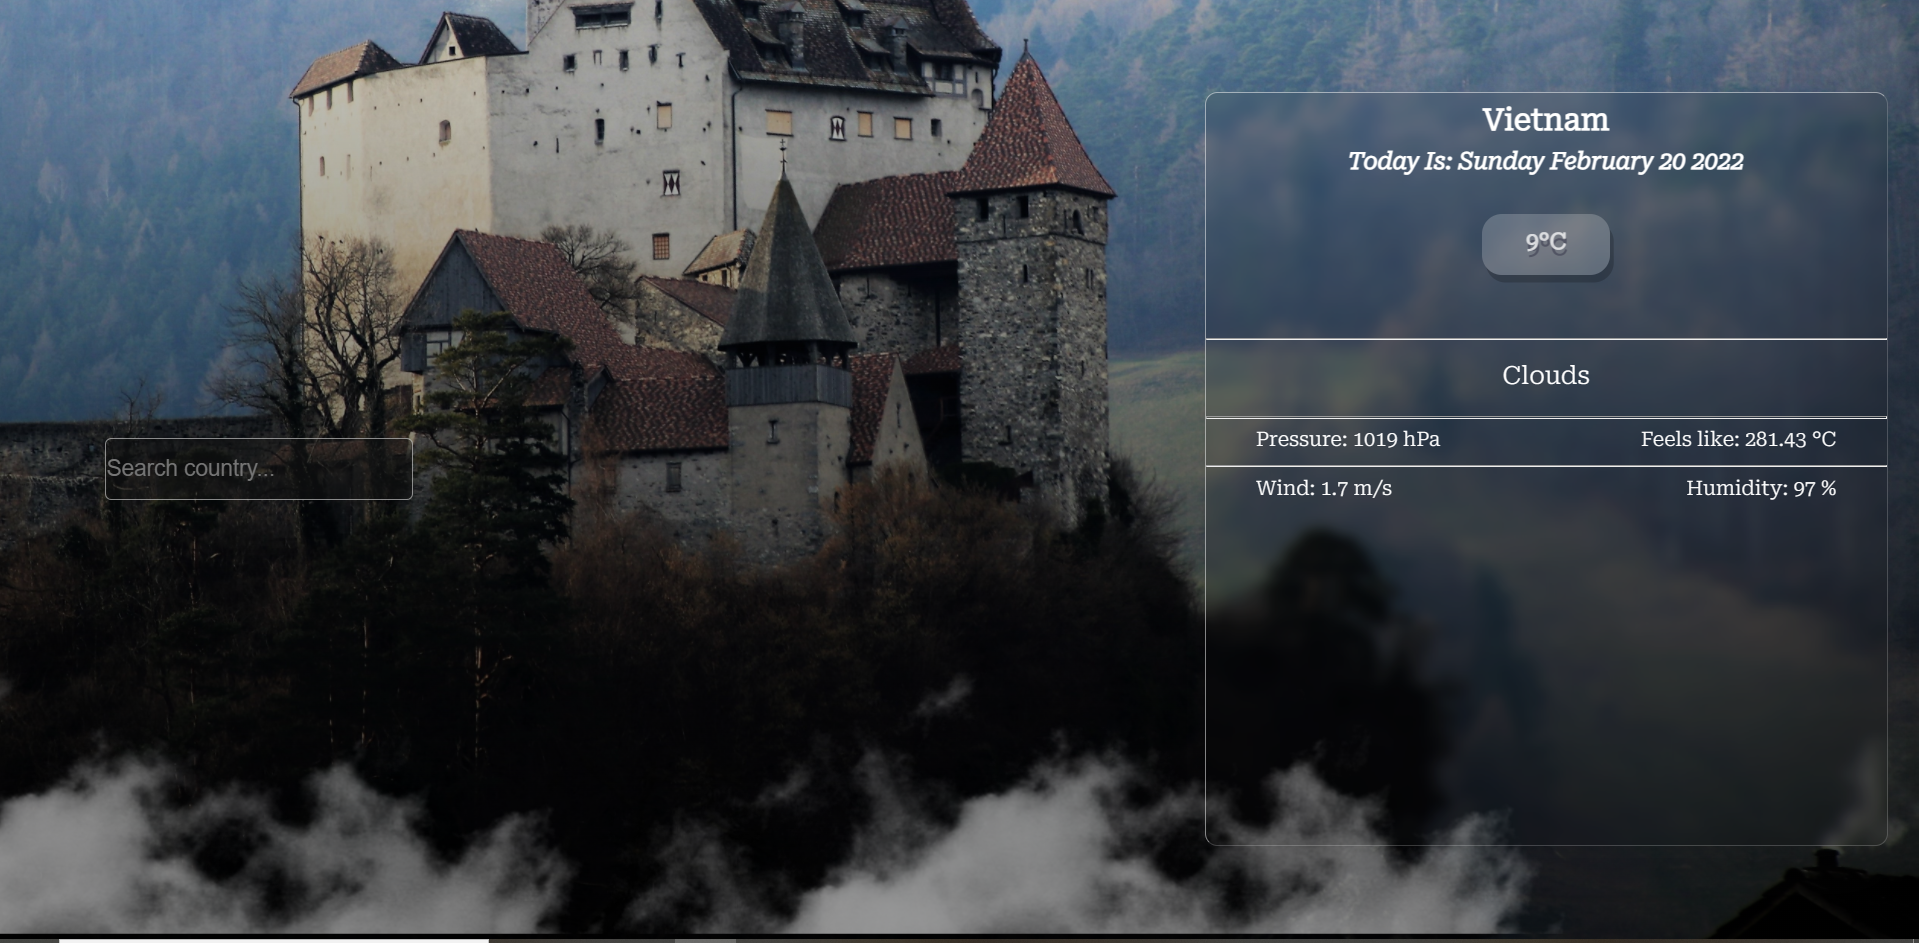 Vietnam
Today Is: Sunday February 20 2022
9°C
Clouds
Pressure: 1019 hPa
Feels like: 281.43 °C
Search country...
Wind: 1.7 m/s
Humidity: 97 %